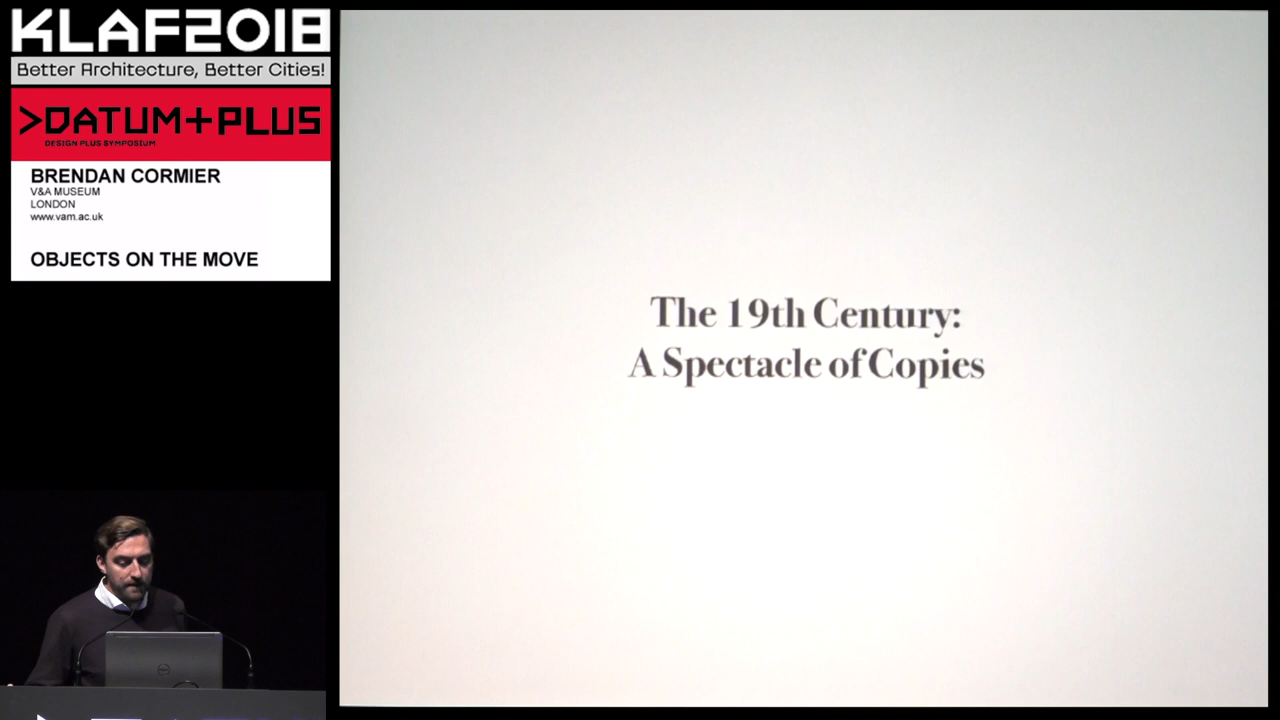 KLAF2018
Better Architecture, Better Cities!
>DATUM+PLUS
DESIGN PLUS SYMPOSIUM
BRENDAN CORMIER
V&A MUSEUM
LONDON
www.vam.ac.uk
OBJECTS ON THE MOVE
The 19th Century:
A Spectacle of Copies
DELL